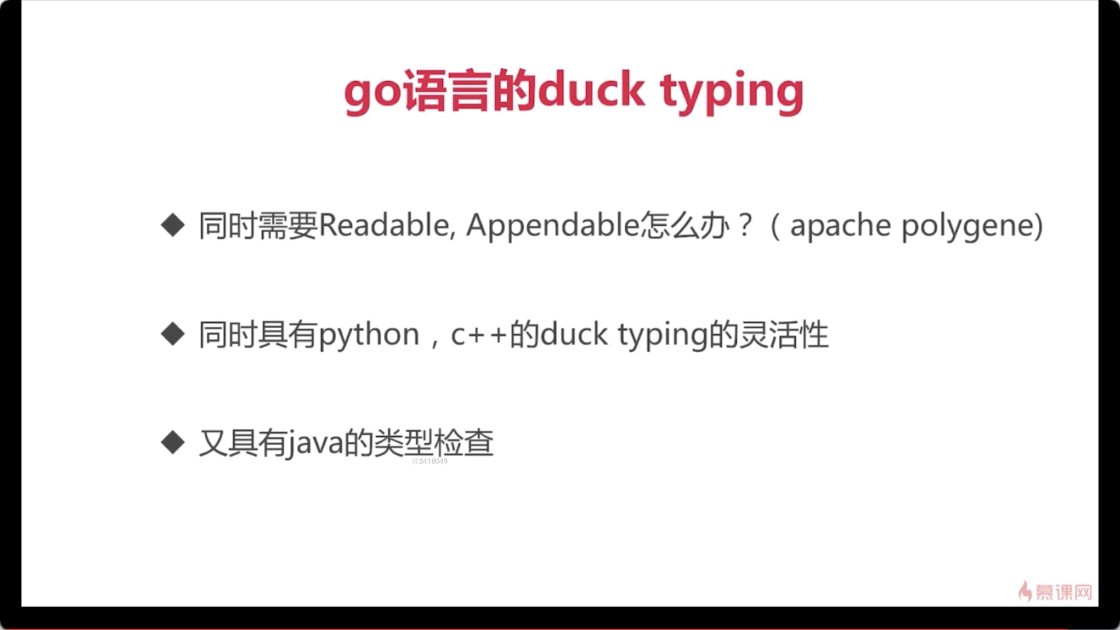 go语言的duck typing
◆ 同时需要Readable, Appendable怎么办？（apache polygene)
◆ 同时具有python，c++的duck typing的灵活性
◆ 又具有java的类型检查
慕课网